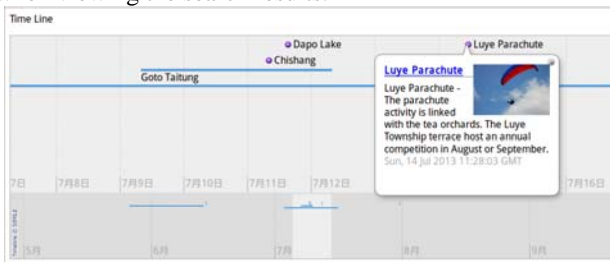 Time Line
Dapo Lake
Luye Parachute
Chishang
Goto Taitung
Luye Parachute
Luye Parachute -
The parachute
activity is linked
with the tea orchards. The Luye
Township terrace host an annual
competition in August or September.
Sun, 14 Jul 2013 11:28:03 GMT
7日 7月8日 7月9日 7月10日 7月11日 7月12日 7月16日
5月 6月 7月 8月 9月
Timeline © SIMILE